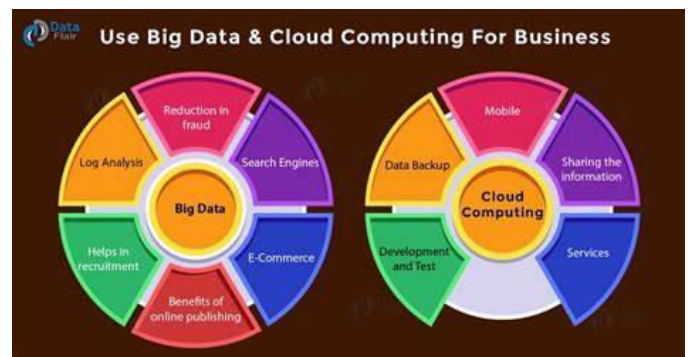 Data
Flair
Use Big Data & Cloud Computing For Business
Reduction in
fraud
Search Engines
E-Commerce
Benefits of
online publishing
Helps in
recruitment
Log Analysis
Big Data
Mobile
Sharing the
information
Services
Development
and Test
Data Backup
Cloud
Computing